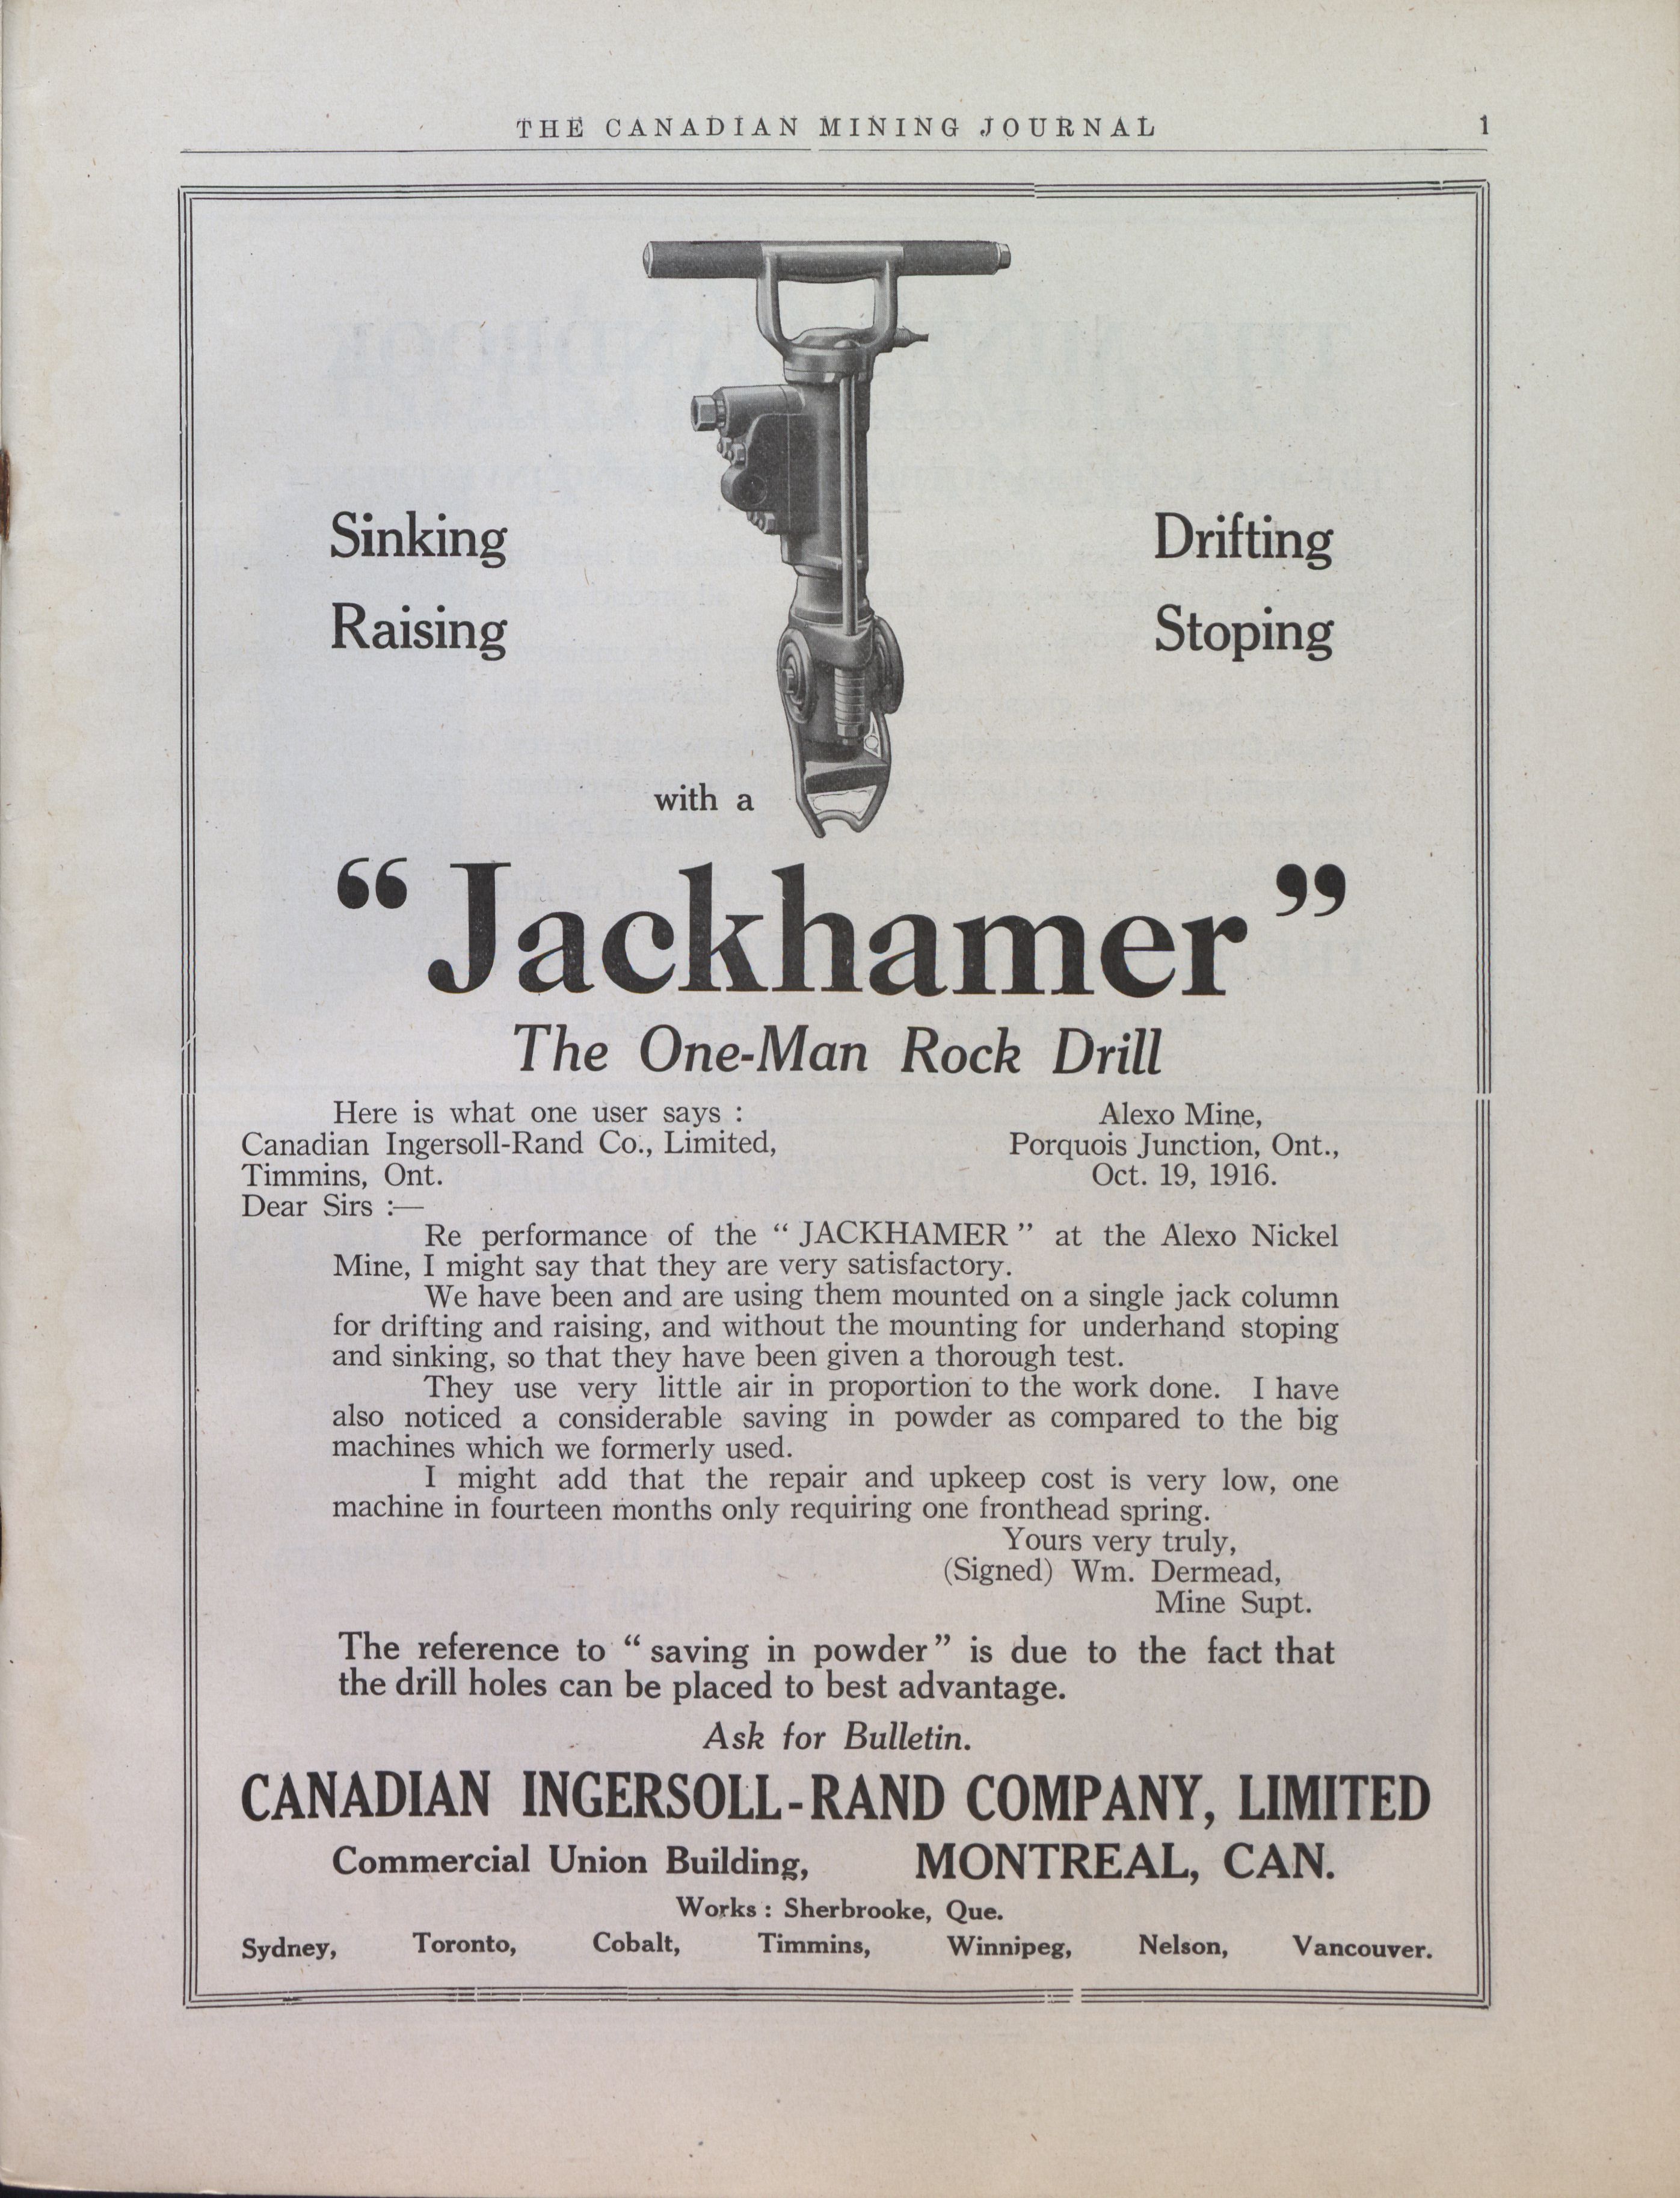 THE CANADIAN MINING JOURNAL 1
Sinking Drifting
Raising Stoping
with a
“Jackhamer”
The One-Man Rock Drill
Here is what one user says : Alexo Mine,
Canadian Ingersoll-Rand Co., Limited, Porquois Junction, Ont.,
Timmins, Ont. Oct. 19, 1916.
Dear Sirs :—
Re performance of the “ JACKHAMER ” at the Alexo Nickel
Mine, I might say that they are very satisfactory.
We have been and are using them mounted on a single jack column
for drifting and raising, and without the mounting for underhand stoping
and sinking, so that they have been given a thorough test.
They use very little air in proportion to the work done. I have
also noticed a considerable saving in powder as compared to the big
machines which we formerly used.
I might add that the repair and upkeep cost is very low, one
machine in fourteen months only requiring one fronthead spring.
Yours very truly,
(Signed) Wm. Dermead,
Mine Supt.
The reference to “ saving in powder ” is due to the fact that
the drill holes can be placed to best advantage.
Ask for Bulletin.
CANADIAN INGERSOLL-RAND COMPANY, LIMITED
Commercial Union Building, MONTREAL, CAN.
Works : Sherbrooke, Que.
Sydney, Toronto, Cobalt, Timmins, Winnipeg, Nelson, Vancouver.